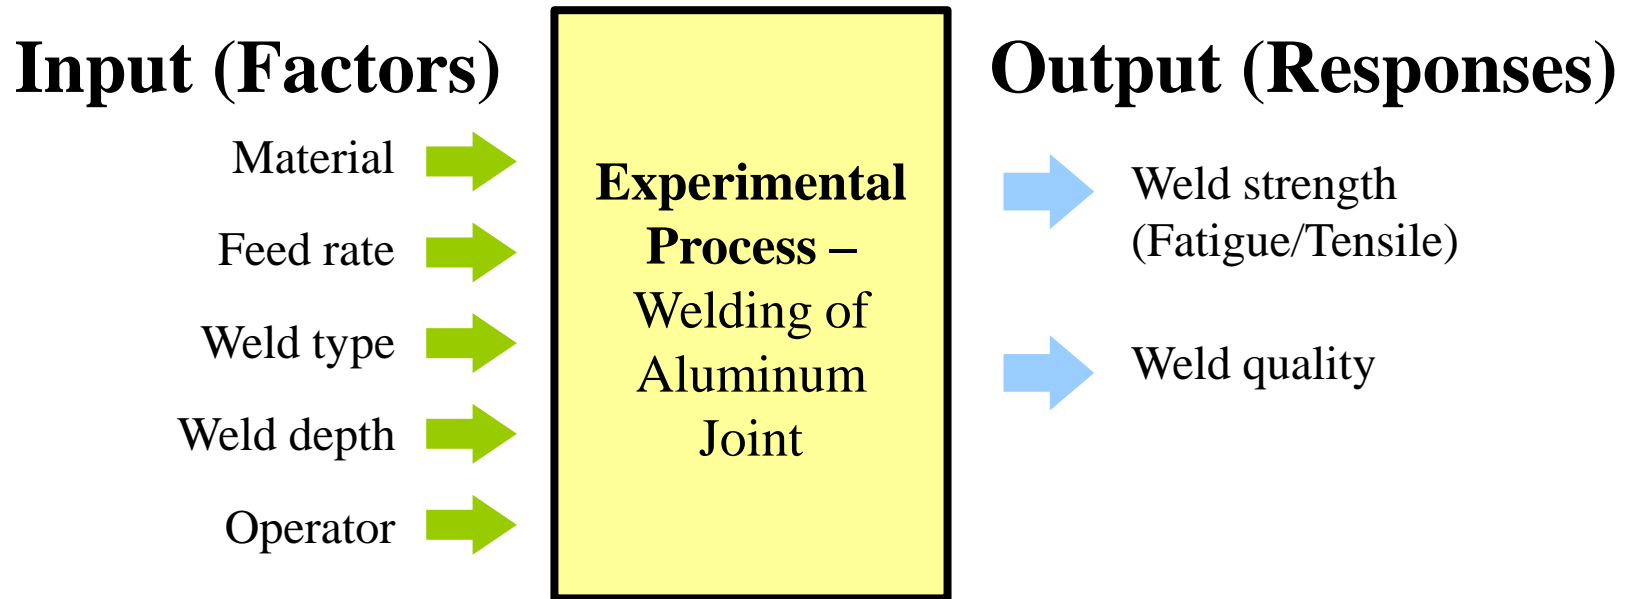 Input (Factors)
Material
Feed rate
Weld type
Weld depth
Operator
Experimental
Process –
Welding of
Aluminum
Joint
Output (Responses)
Weld strength
(Fatigue/Tensile)
Weld quality